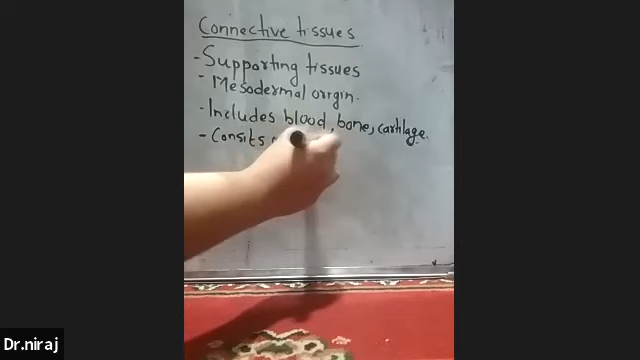 Connective tissues
- Supporting tissues
- Mesodermal origin.
- Includes blood, bone, cartilage.
- Consits
Dr.niraj